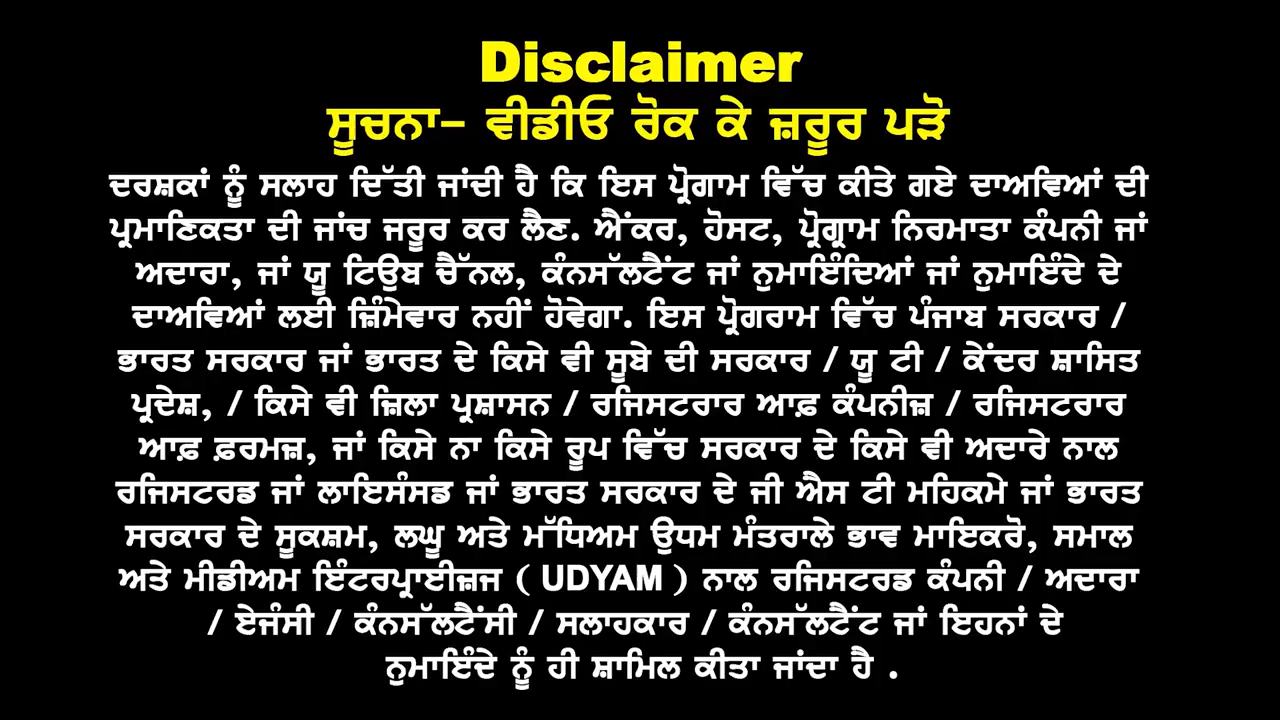 Disclaimer
ਸੂਚਨਾ- ਵੀਡੀਓ ਰੋਕ ਕੇ ਜ਼ਰੂਰ ਪੜੋ
ਦਰਸ਼ਕਾਂ ਨੂੰ ਸਲਾਹ ਦਿੱਤੀ ਜਾਂਦੀ ਹੈ ਕਿ ਇਸ ਪ੍ਰੋਗਾਮ ਵਿੱਚ ਕੀਤੇ ਗਏ ਦਾਅਵਿਆਂ ਦੀ
ਪ੍ਰਮਾਣਿਕਤਾ ਦੀ ਜਾਂਚ ਜਰੂਰ ਕਰ ਲੈਣ. ਐਂਕਰ, ਹੋਸਟ, ਪ੍ਰੋਗ੍ਰਾਮ ਨਿਰਮਾਤਾ ਕੰਪਨੀ ਜਾਂ
ਅਦਾਰਾ, ਜਾਂ ਯੂ ਟਿਊਬ ਚੈੱਨਲ, ਕੰਨਸੱਲਟੈਂਟ ਜਾਂ ਨੁਮਾਇੰਦਿਆਂ ਜਾਂ ਨੁਮਾਇੰਦੇ ਦੇ
ਦਾਅਵਿਆਂ ਲਈ ਜ਼ਿੰਮੇਵਾਰ ਨਹੀਂ ਹੋਵੇਗਾ. ਇਸ ਪ੍ਰੋਗਰਾਮ ਵਿੱਚ ਪੰਜਾਬ ਸਰਕਾਰ /
ਭਾਰਤ ਸਰਕਾਰ ਜਾਂ ਭਾਰਤ ਦੇ ਕਿਸੇ ਵੀ ਸੂਬੇ ਦੀ ਸਰਕਾਰ / ਯੂ ਟੀ / ਕੇਂਦਰ ਸ਼ਾਸਿਤ
ਪ੍ਰਦੇਸ਼, / ਕਿਸੇ ਵੀ ਜ਼ਿਲਾ ਪ੍ਰਸ਼ਾਸਨ / ਰਜਿਸਟਰਾਰ ਆਫ਼ ਕੰਪਨੀਜ਼ / ਰਜਿਸਟਰਾਰ
ਆਫ਼ ਫ਼ਰਮਜ਼, ਜਾਂ ਕਿਸੇ ਨਾ ਕਿਸੇ ਰੂਪ ਵਿੱਚ ਸਰਕਾਰ ਦੇ ਕਿਸੇ ਵੀ ਅਦਾਰੇ ਨਾਲ
ਰਜਿਸਟਰਡ ਜਾਂ ਲਾਇਸੰਸਡ ਜਾਂ ਭਾਰਤ ਸਰਕਾਰ ਦੇ ਜੀ ਐਸ ਟੀ ਮਹਿਕਮੇ ਜਾਂ ਭਾਰਤ
ਸਰਕਾਰ ਦੇ ਸੂਕਸ਼ਮ, ਲਘੂ ਅਤੇ ਮੱਧਿਅਮ ਉਧਮ ਮੰਤਰਾਲੇ ਭਾਵ ਮਾਇਕਰੋ, ਸਮਾਲ
ਅਤੇ ਮੀਡੀਅਮ ਇੰਟਰਪ੍ਰਾਈਜ਼ਜ ( UDYAM ) ਨਾਲ ਰਜਿਸਟਰਡ ਕੰਪਨੀ / ਅਦਾਰਾ
/ ਏਜੰਸੀ / ਕੰਨਸੱਲਟੈਂਸੀ / ਸਲਾਹਕਾਰ / ਕੰਨਸੱਲਟੈਂਟ ਜਾਂ ਇਹਨਾਂ ਦੇ
ਨੁਮਾਇੰਦੇ ਨੂੰ ਹੀ ਸ਼ਾਮਿਲ ਕੀਤਾ ਜਾਂਦਾ ਹੈ .